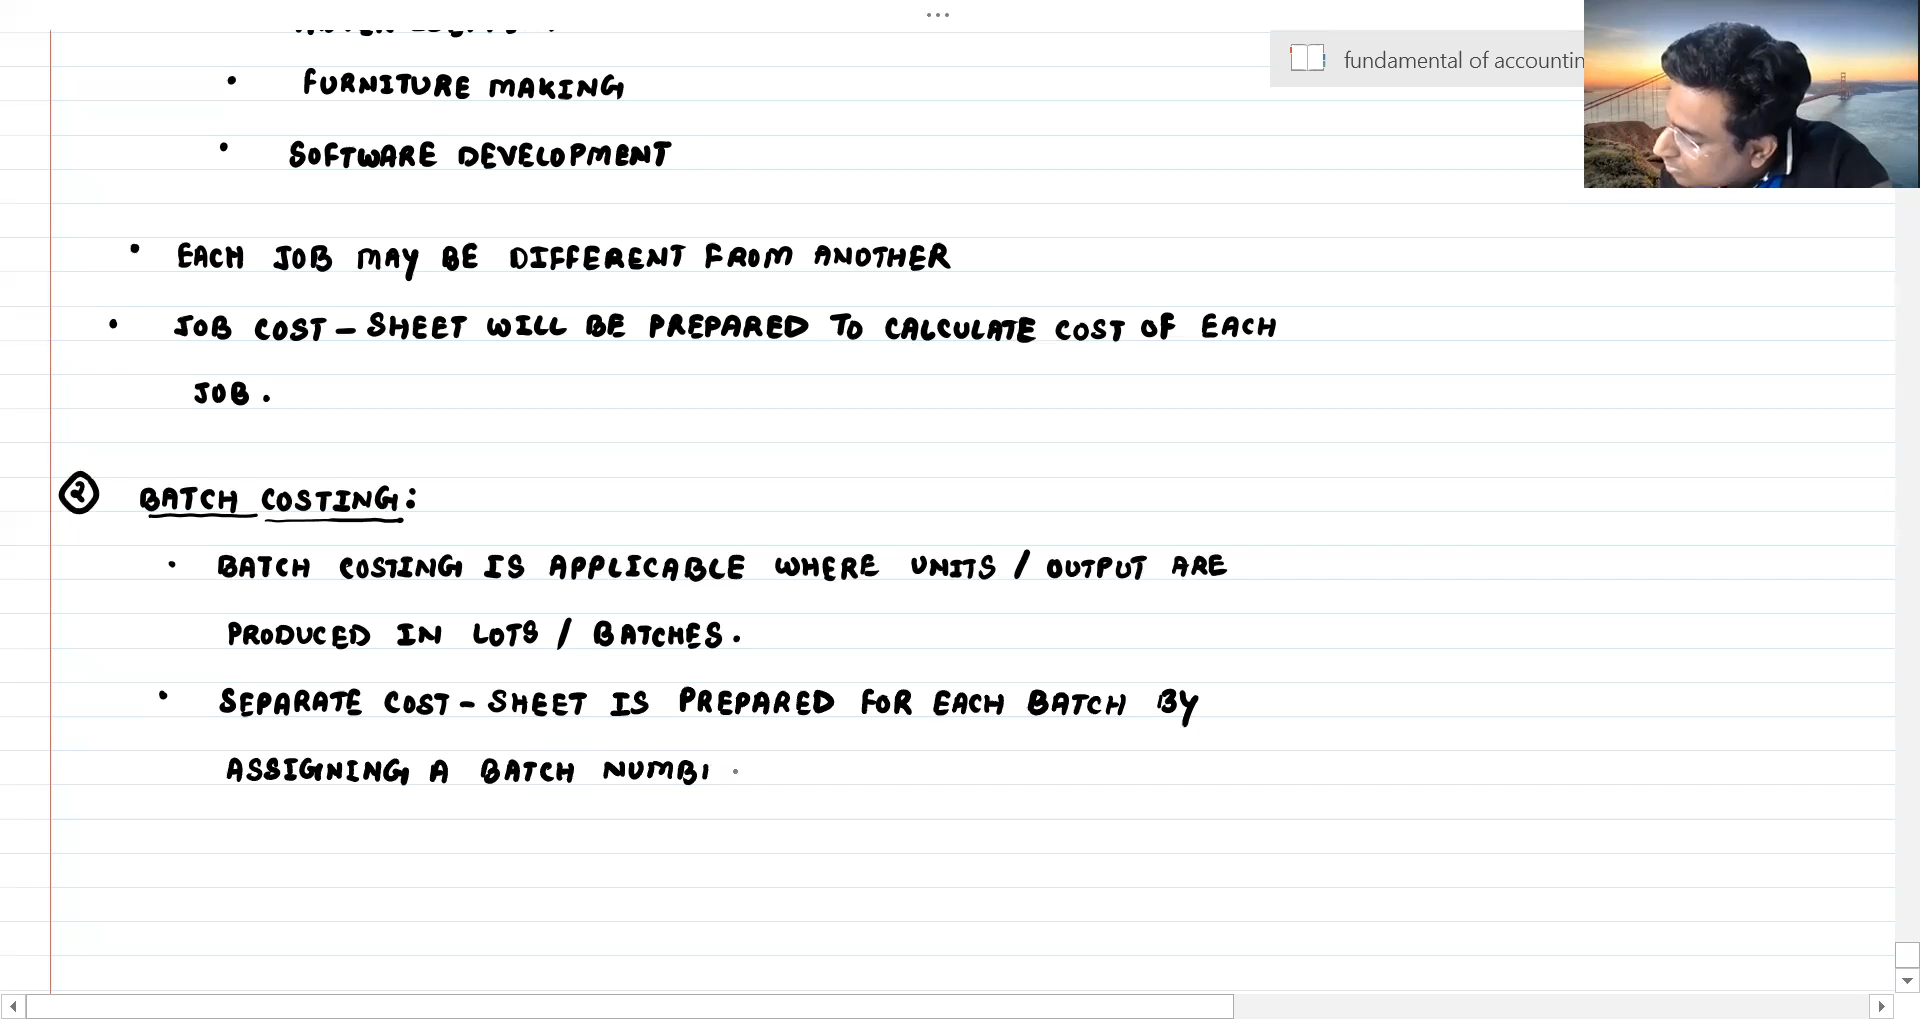 • FURNITURE MAKING
fundamental of accountin
• SOFTWARE DEVELOPMENT
• EACH JOB MAY BE DIFFERENT FROM ANOTHER
• JOB COST - SHEET WILL BE PREPARED TO CALCULATE COST OF EACH
JOB.
② BATCH COSTING:
• BATCH COSTING IS APPLICABLE WHERE UNITS / OUTPUT ARE
PRODUCED IN LOTS / BATCHES.
• SEPARATE COST - SHEET IS PREPARED FOR EACH BATCH BY
ASSIGNING A BATCH NUMB